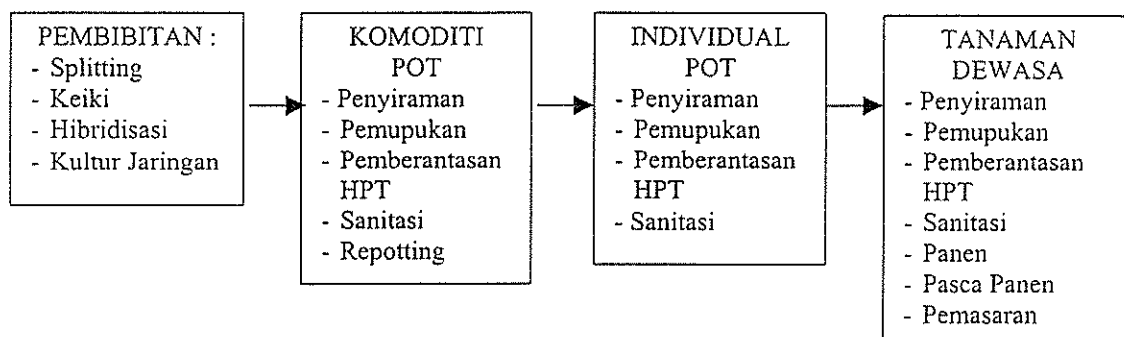 PEMBIBITAN :
- Splitting
- Keiki
- Hibridisasi
- Kultur Jaringan
KOMODITI
POT
- Penyiraman
- Pemupukan
- Pemberantasan
HPT
- Sanitasi
- Repotting
INDIVIDUAL
POT
- Penyiraman
- Pemupukan
- Pemberantasan
HPT
- Sanitasi
TANAMAN
DEWASA
- Penyiraman
- Pemupukan
- Pemberantasan
HPT
- Sanitasi
- Panen
- Pasca Panen
- Pemasaran